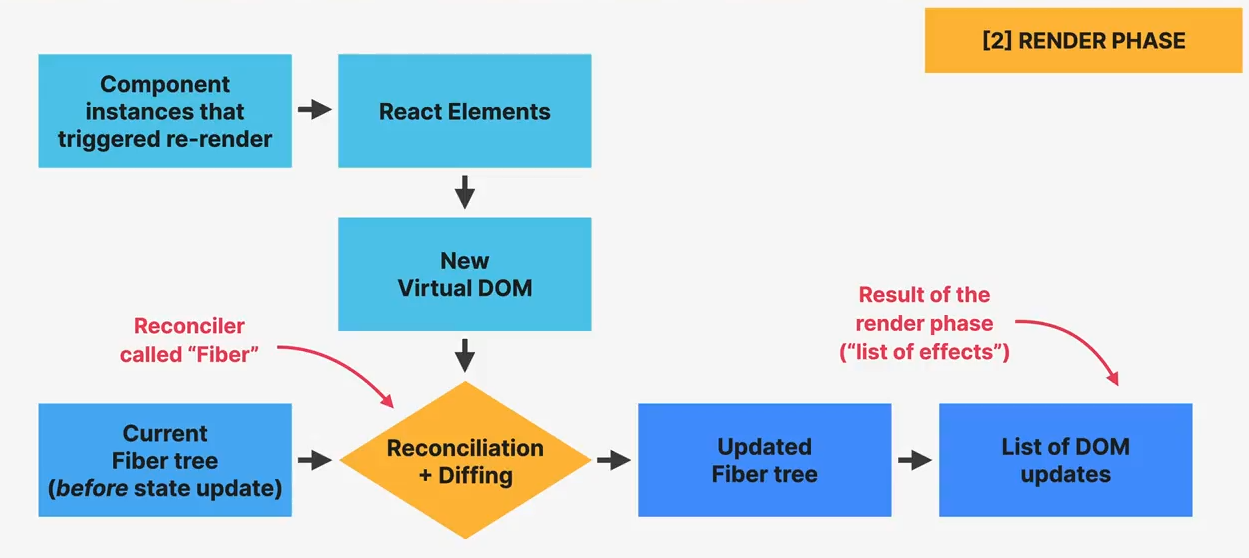 [2] RENDER PHASE
Component
instances that
triggered re-render
React Elements
New
Virtual DOM
Reconciler
called “Fiber”
Result of the
render phase
(“list of effects”)
Current
Fiber tree
(before state update)
Reconciliation
+ Diffing
Updated
Fiber tree
List of DOM
updates